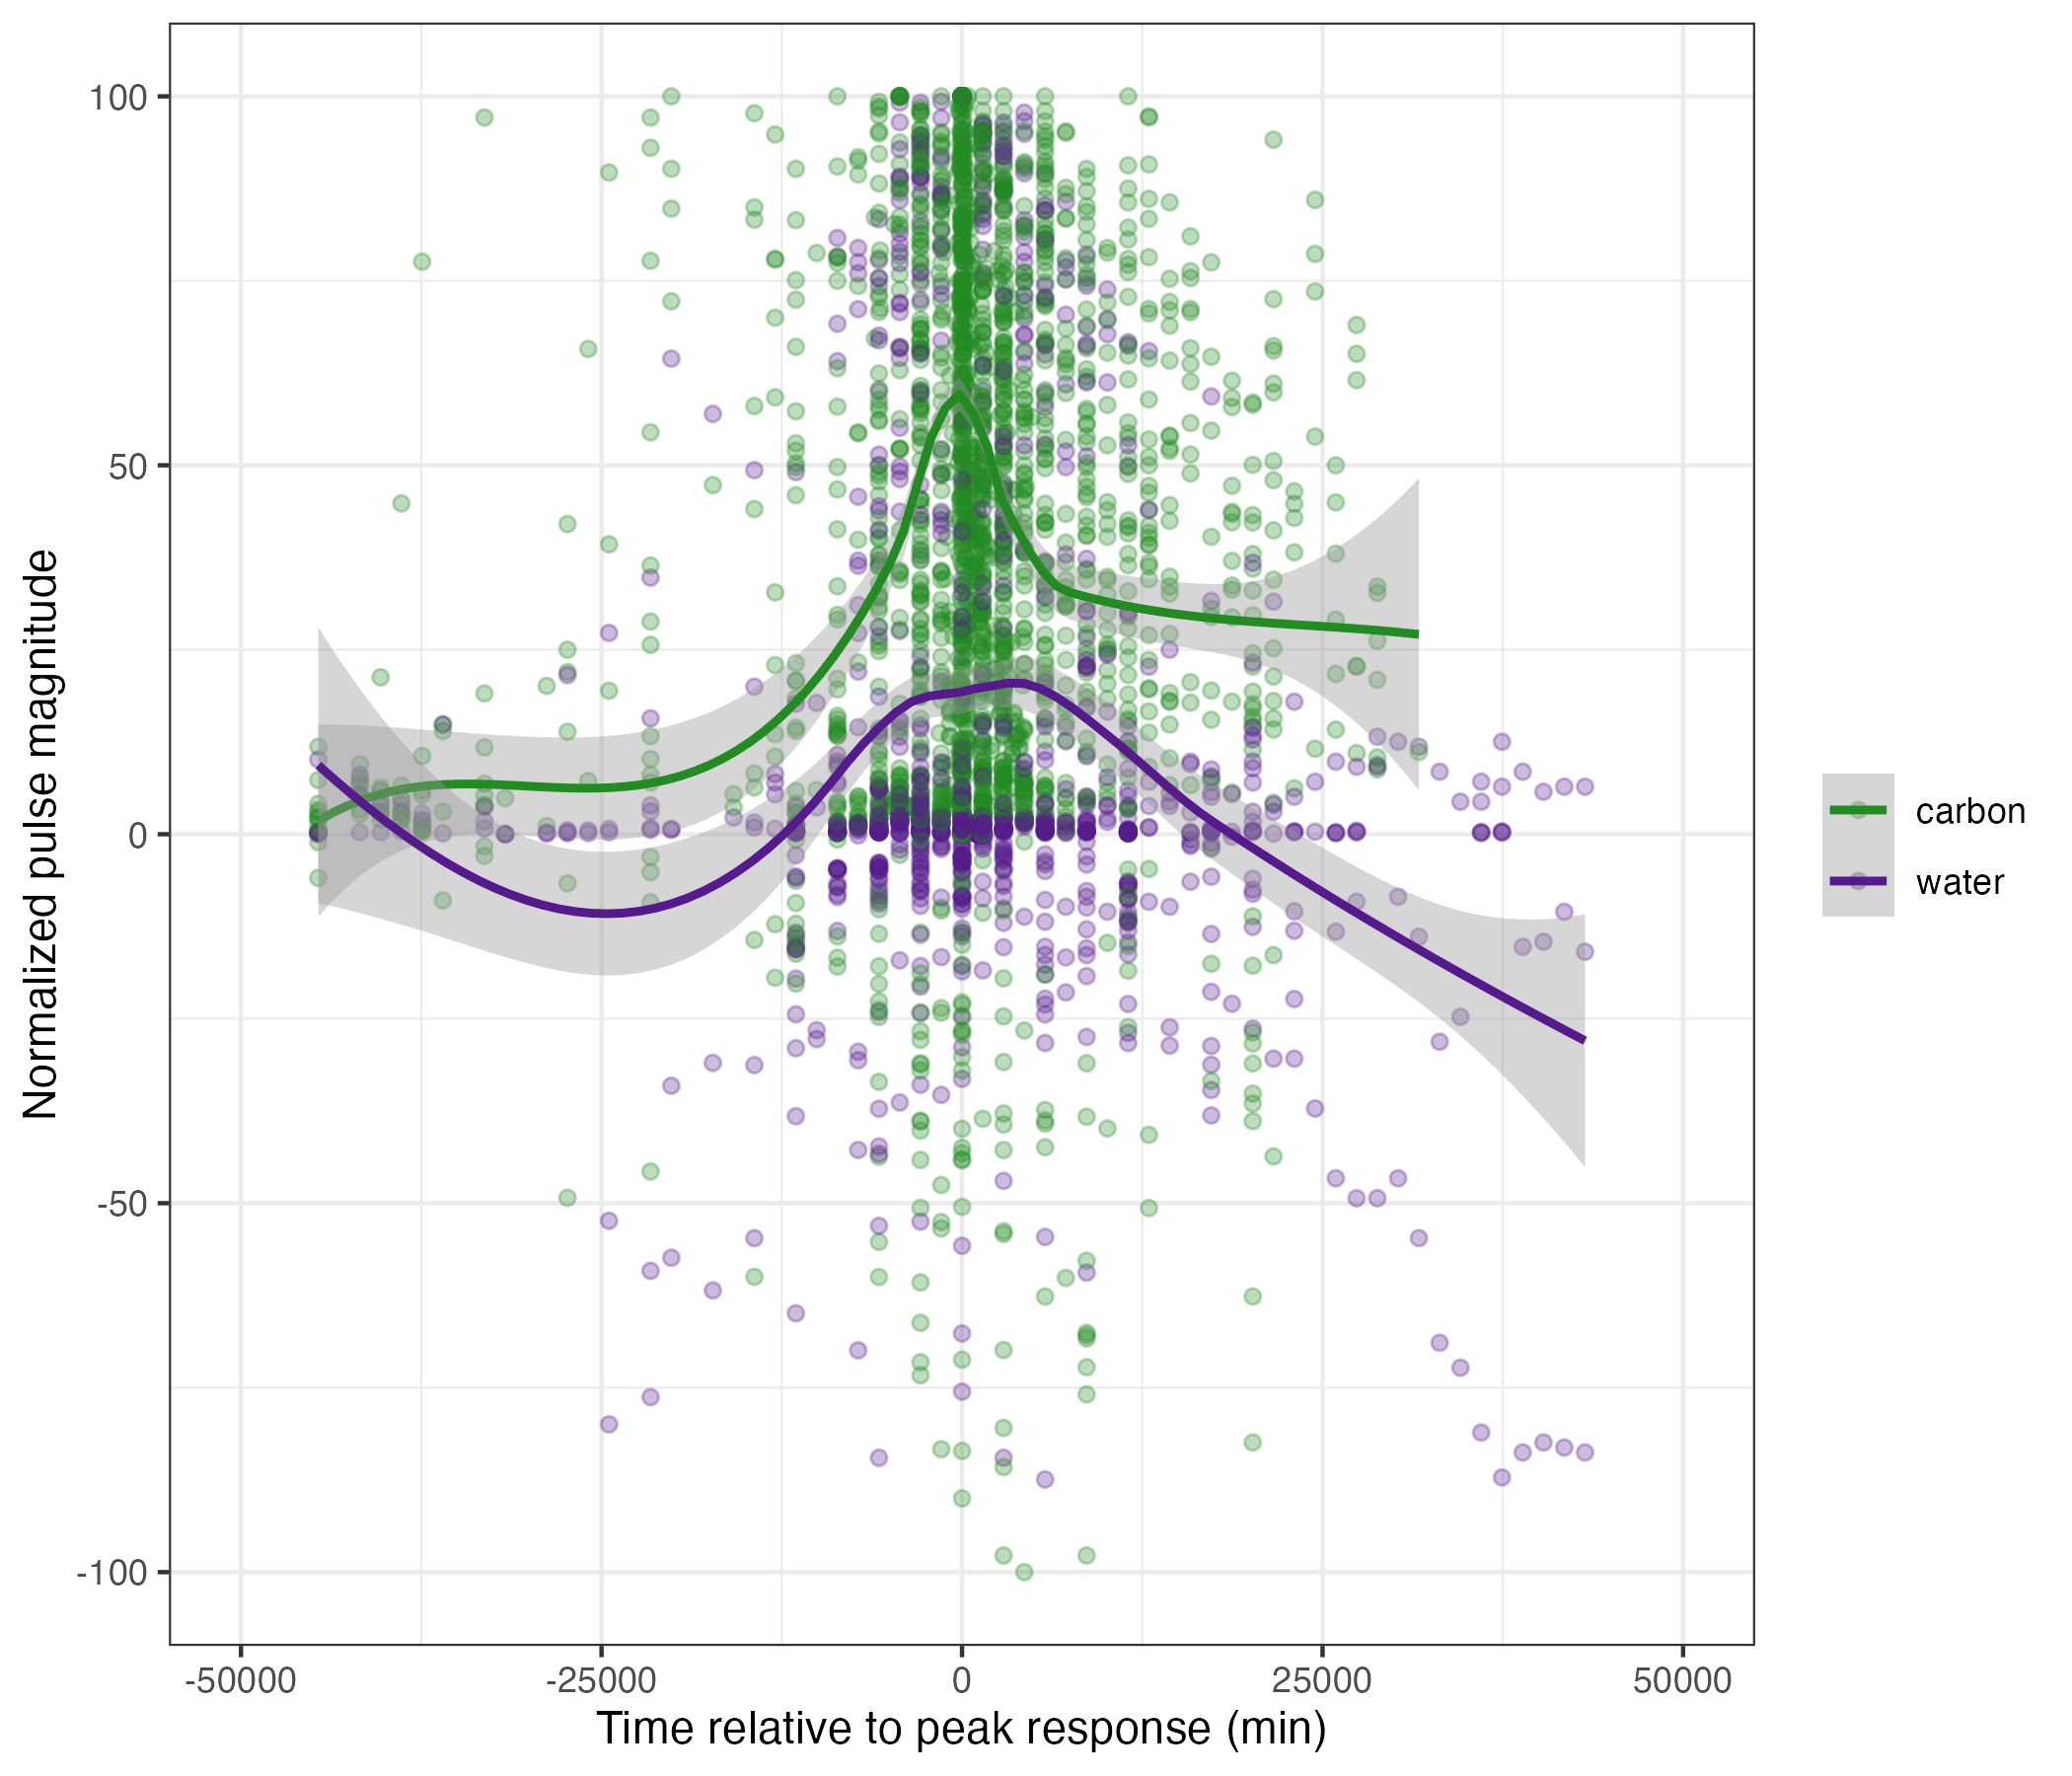 Normalized pulse magnitude
100
50
0
-50
-100
-50000
-25000
0
25000
50000
Time relative to peak response (min)
carbon
water